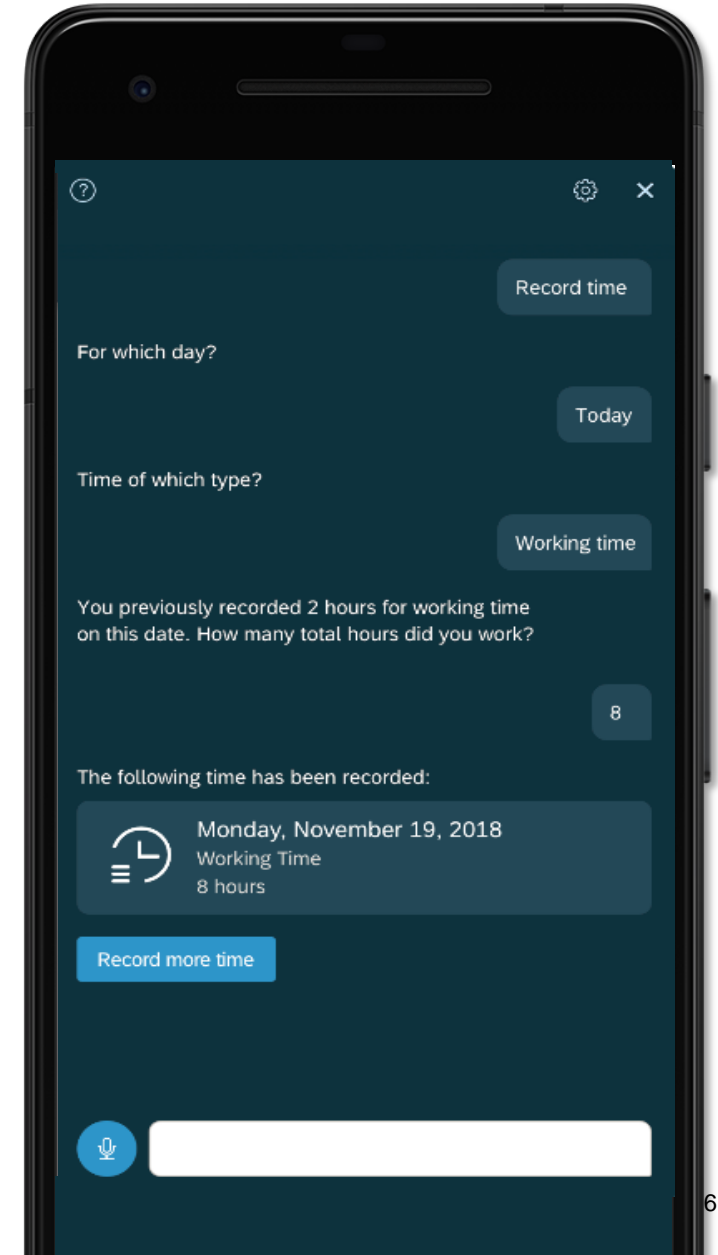 Record time
For which day?
Today
Time of which type?
Working time
You previously recorded 2 hours for working time
on this date. How many total hours did you work?
8
The following time has been recorded:
Monday, November 19, 2018
Working Time
8 hours
Record more time
6